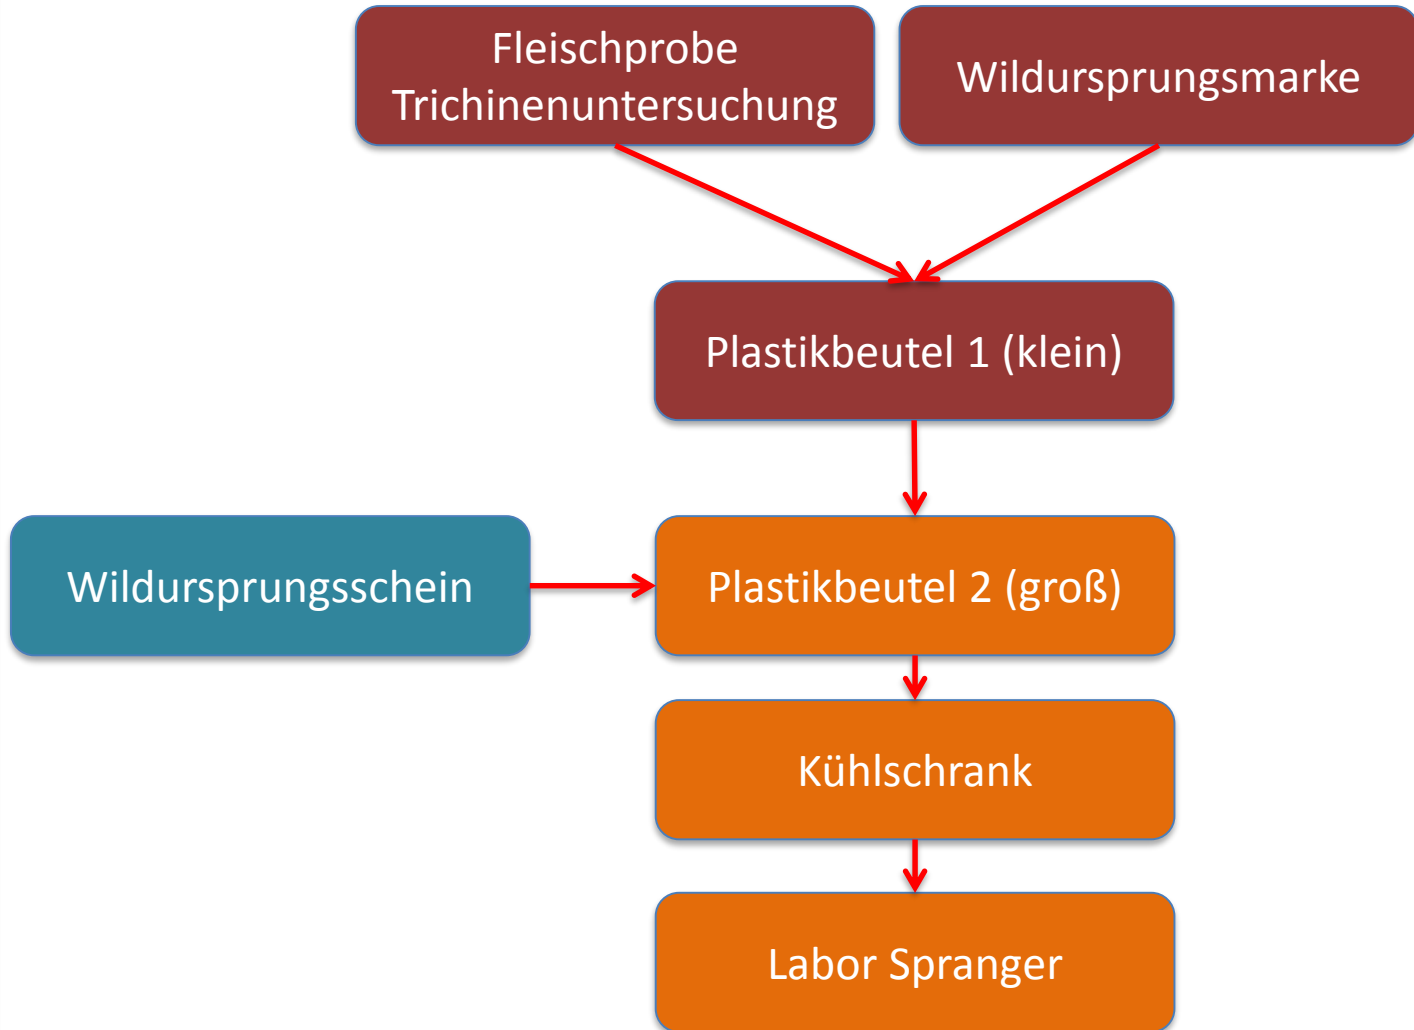 Fleischprobe
Trichinenuntersuchung
Wildursprungsmarke
Plastikbeutel 1 (klein)
Wildursprungsschein
Plastikbeutel 2 (groß)
Kühlschrank
Labor Spranger